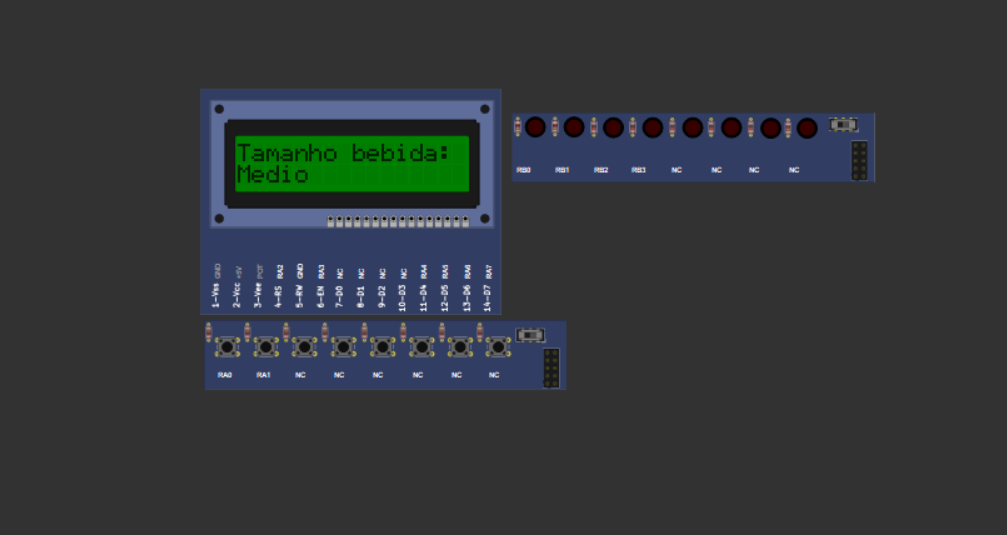 Tamanho bebida:
Medio
RB0 RB1 RB2 RB3 NC NC NC NC
GND +5V POT RA2 GND RA3 NC NC NC NC RA4 RA5 RA6 RA7
1-Vss 2-Vcc 3-Vee 4-RS 5-RW 6-EN 7-D0 8-D1 9-D2 10-D3 11-D4 12-D5 13-D6 14-D7
RA0 RA1 NC NC NC NC NC NC